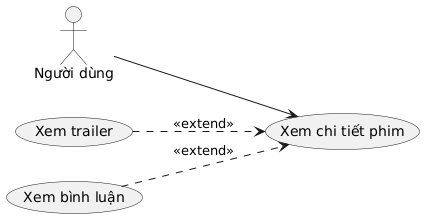 Người dùng
Xem trailer
«extend»
Xem chi tiết phim
«extend»
Xem bình luận